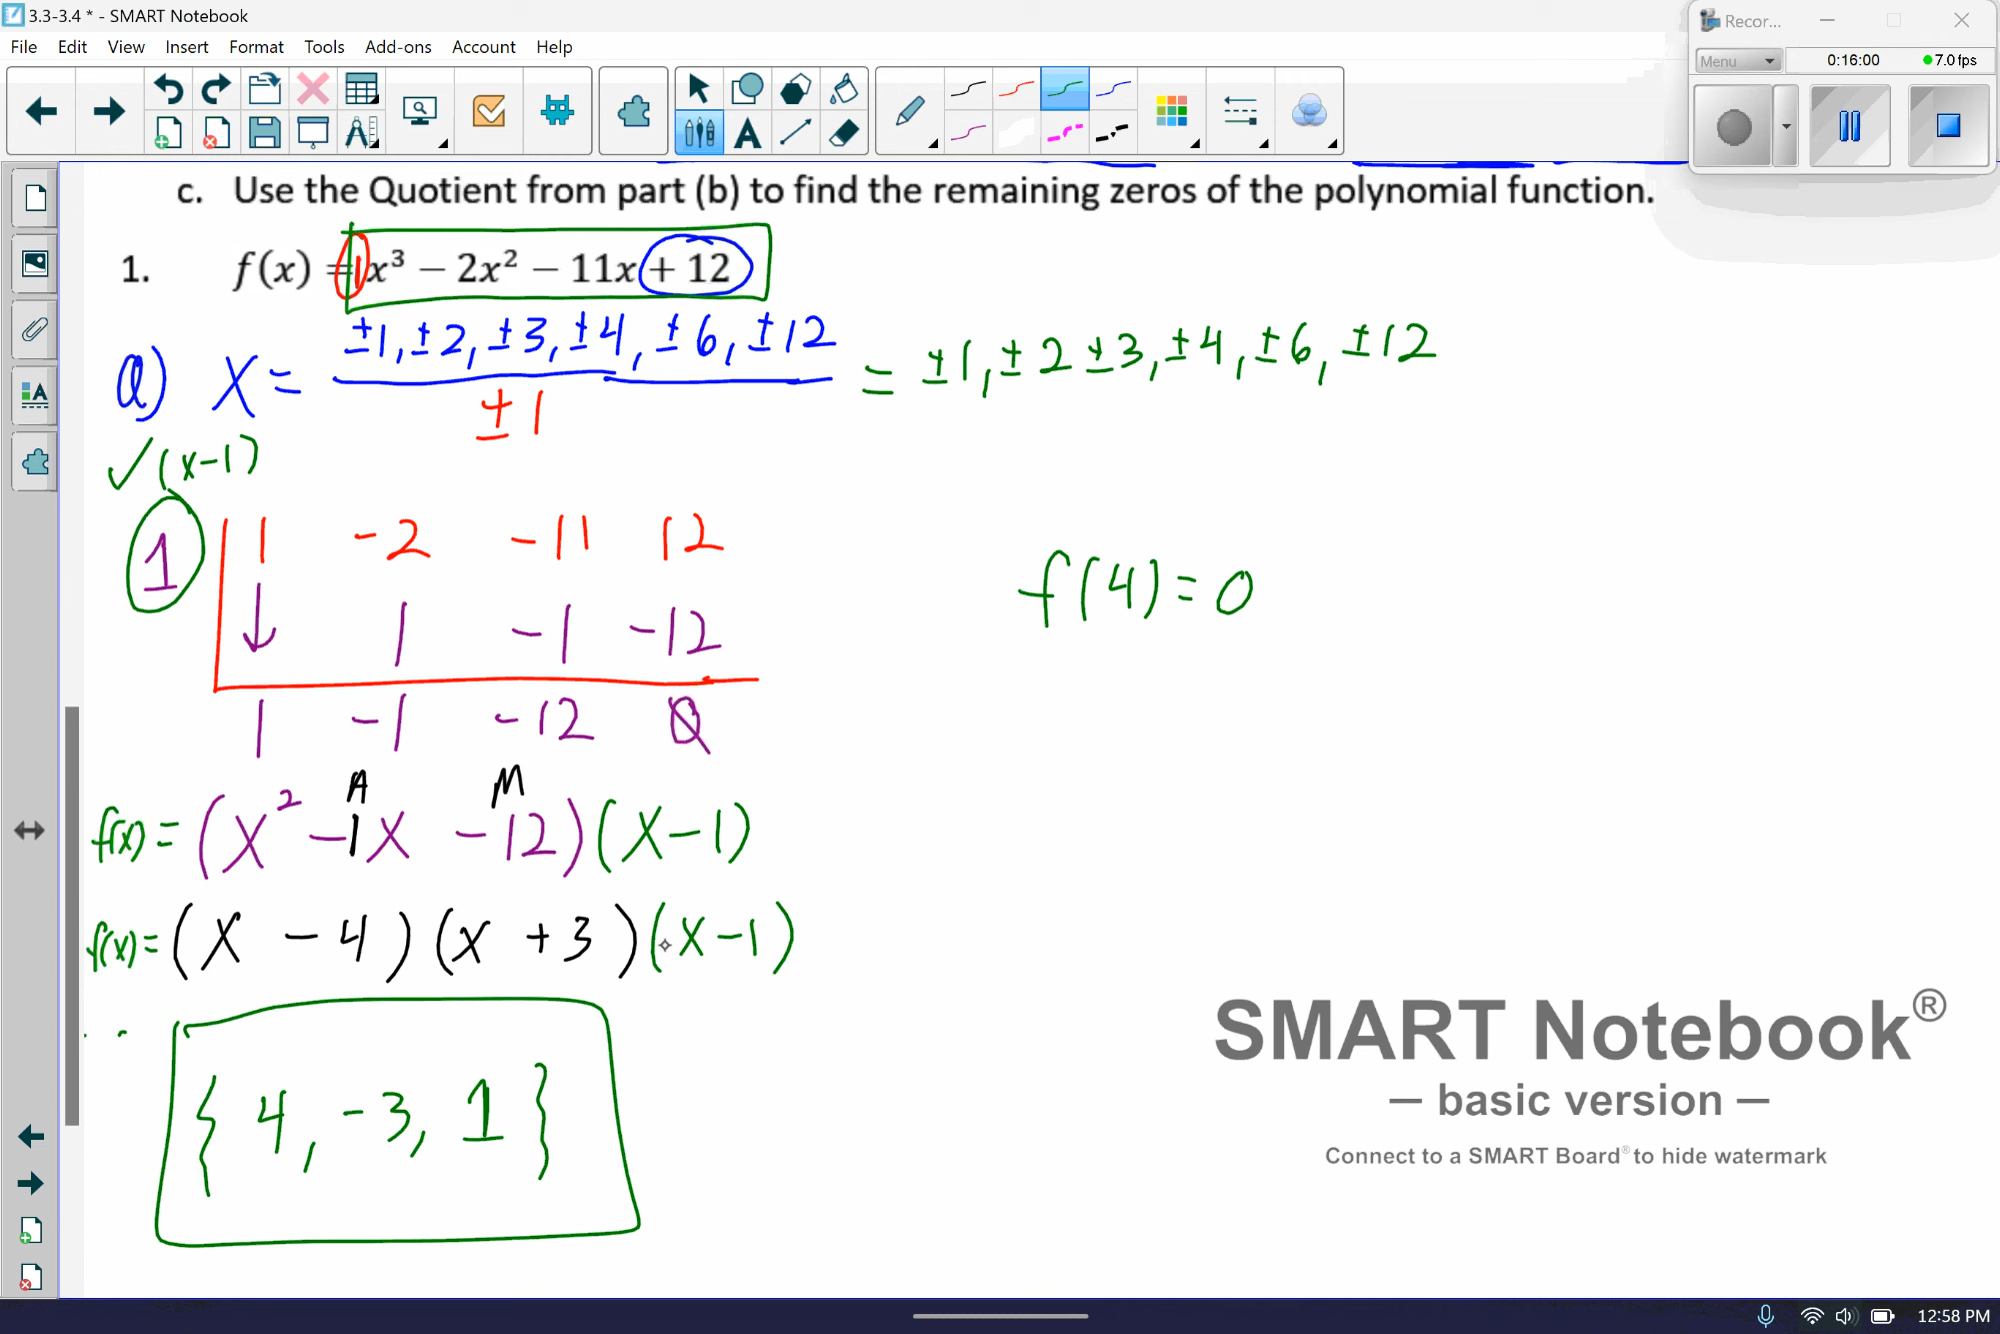 3.3-3.4 * - SMART Notebook
File Edit View Insert Format Tools Add-ons Account Help
Recor...
Menu 0:16:00 7.0 fps
c. Use the Quotient from part (b) to find the remaining zeros of the polynomial function.
1. f(x) = 1x³ − 2x² − 11x + 12
a) x = ±1, ±2, ±3, ±4, ±6, ±12 / ±1 = ±1, ±2 ±3, ±4, ±6, ±12
✓(x-1)
1 | 1 -2 -11 12
↓ 1 -1 -12
1 -1 -12 0
f(4) = 0
A M
f(x) = (x² -1x -12)(x-1)
f(x) = (x - 4)(x + 3)(x-1)
{ 4, -3, 1 }
SMART Notebook®
— basic version —
Connect to a SMART Board® to hide watermark
12:58 PM